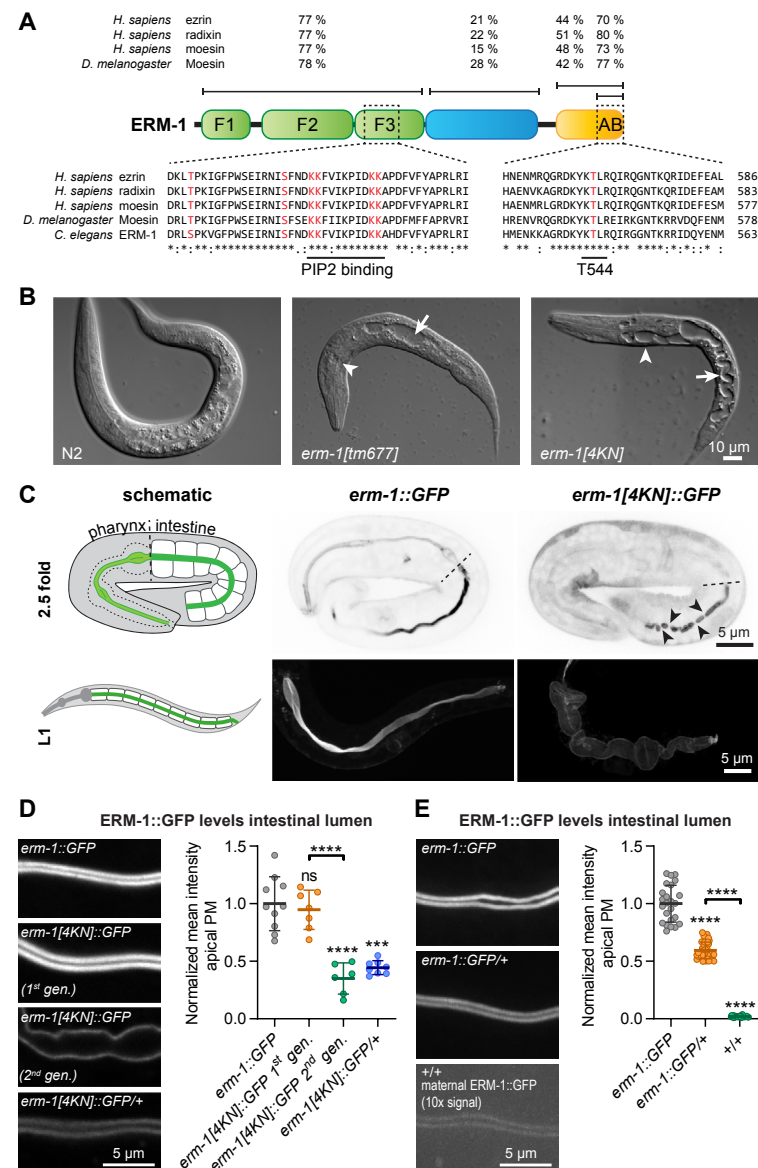 A
H. sapiens ezrin 77 % 21 % 44 % 70 %
H. sapiens radixin 77 % 22 % 51 % 80 %
H. sapiens moesin 77 % 15 % 48 % 73 %
D. melanogaster Moesin 78 % 28 % 42 % 77 %
ERM-1 F1 F2 F3 AB
H. sapiens ezrin DKLTPKIGFPWSEIRNISFNDKKFVIKPIDKKAPDFVFYAPRLRI HNENMRQGRDKYKTLRQIRQGNTKQRIDEFEAL 586
H. sapiens radixin DKLTPKIGFPWSEIRNISFNDKKFVIKPIDKKAPDFVFYAPRLRI HAENVKAGRDKYKTLRQIRQGNTKQRIDEFEAM 583
H. sapiens moesin DRLTPKIGFPWSEIRNISFNDKKFVIKPIDKKAPDFVFYAPRLRI HAENMRLGRDKYKTLRQIRQGNTKQRIDEFESM 577
D. melanogaster Moesin DRLTPKIGFPWSEIRNISFSEKKFIIKPIDKKAPDFMFFAPRVRI HRENVRQGRDKYKTLREIRKGNTKRRVDQFENM 578
C. elegans ERM-1 DRLSPKVGFPWSEIRNISFNDKKFVIKPIDKKAHDFVFYAPRLRI HMENKKAGRDKYKTLRQIRGGNTKRRIDQYENM 563
PIP2 binding T544
B
N2
erm-1[tm677]
erm-1[4KN]
10 µm
C
schematic erm-1::GFP erm-1[4KN]::GFP
pharynx intestine
2.5 fold
5 µm
L1
5 µm
D
ERM-1::GFP levels intestinal lumen
erm-1::GFP
erm-1[4KN]::GFP
(1st gen.)
erm-1[4KN]::GFP
(2nd gen.)
erm-1[4KN]::GFP/+
5 µm
Normalized mean intensity
apical PM
1.5
1.0
0.5
0.0
****
ns
****
***
erm-1::GFP
erm-1[4KN]::GFP 1st gen.
erm-1[4KN]::GFP 2nd gen.
erm-1[4KN]::GFP/+
E
ERM-1::GFP levels intestinal lumen
erm-1::GFP
erm-1::GFP/+
+/+
maternal ERM-1::GFP
(10x signal)
5 µm
Normalized mean intensity
apical PM
1.5
1.0
0.5
0.0
****
****
****
erm-1::GFP
erm-1::GFP/+
+/+